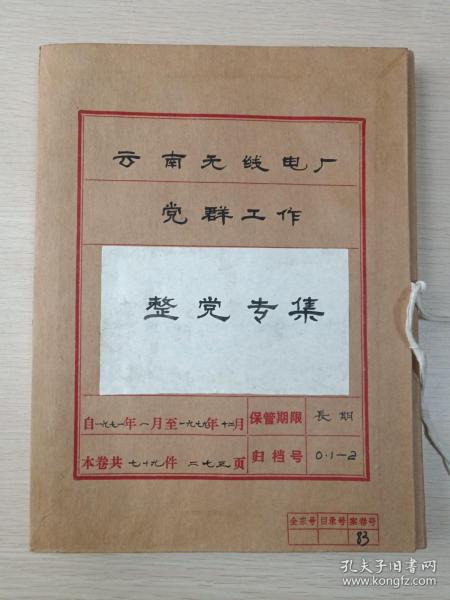 云南无线电厂
党群工作
整党专集
自一九七一年一月至一九七九年十二月
保管期限 長期
本卷共七十九件 二七五页
归档号 0·1-2
全宗号 目录号 案卷号
83
孔夫子旧书网
www.kongfz.com